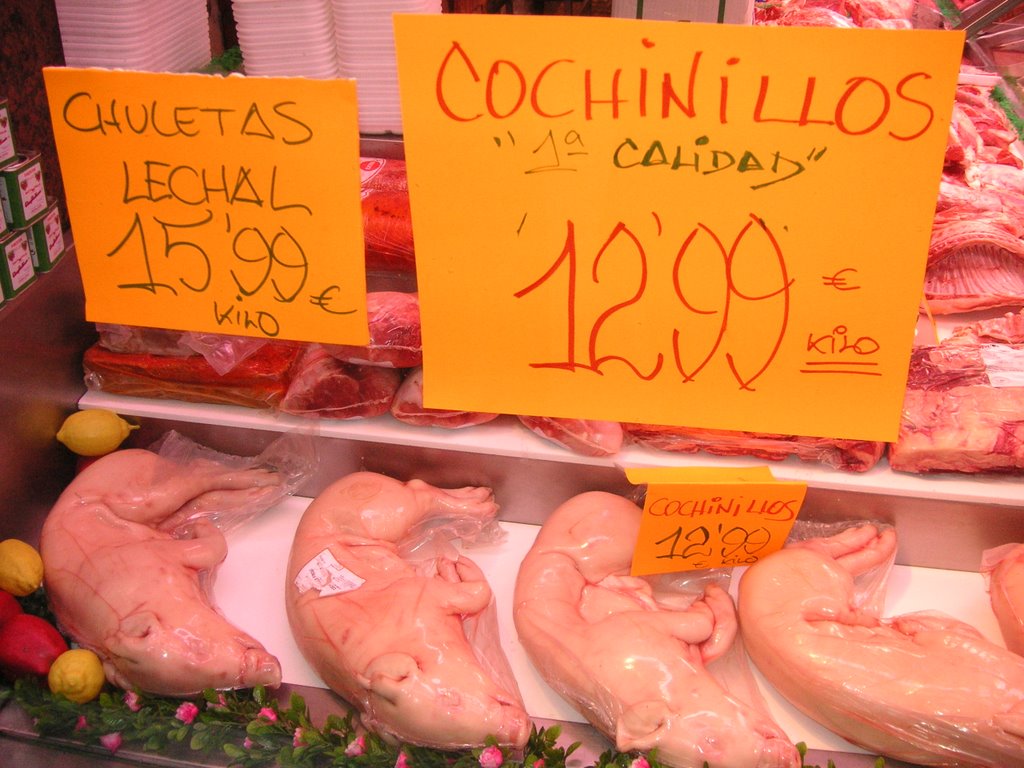 CHULETAS
LECHAL
15'99
€
KILO
COCHINILLOS
"1ª CALIDAD"
12'99
€
KILO
COCHINILLOS
12'99
€ KILO